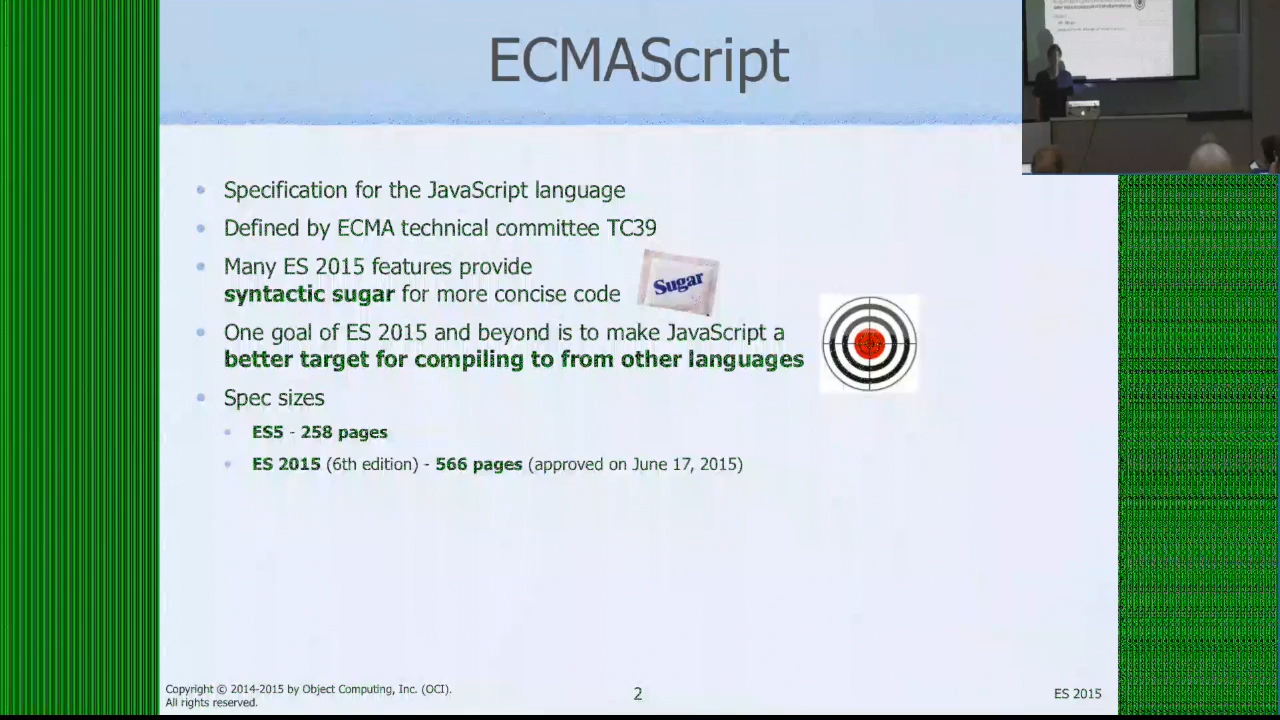 ECMAScript
Specification for the JavaScript language
Defined by ECMA technical committee TC39
Many ES 2015 features provide
syntactic sugar for more concise code
Sugar
One goal of ES 2015 and beyond is to make JavaScript a
better target for compiling to from other languages
Spec sizes
ES5 - 258 pages
ES 2015 (6th edition) - 566 pages (approved on June 17, 2015)
Copyright © 2014-2015 by Object Computing, Inc. (OCI).
All rights reserved.
2
ES 2015